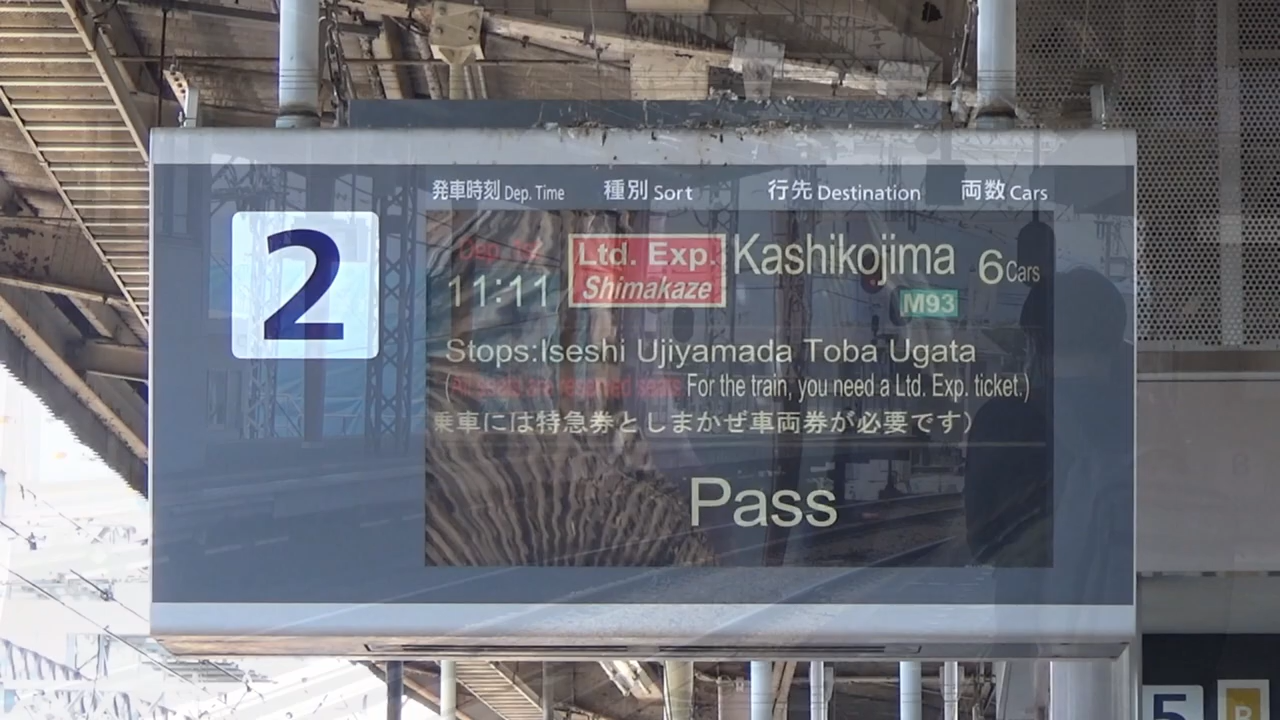 発車時刻 Dep. Time 種別 Sort 行先 Destination 両数 Cars
2
Ltd. Exp. Kashikojima 6 Cars
11:11 Shimakaze
M93
Stops:Iseshi Ujiyamada Toba Ugata
(All seats are reserved seats For the train, you need a Ltd. Exp. ticket.)
乗車には特急券としまかぜ車両券が必要です）
Pass
5